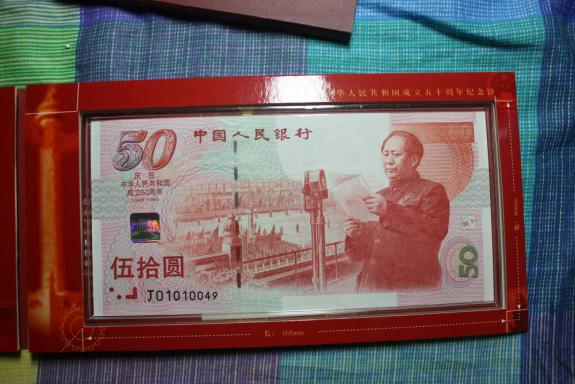 华人民共和国成立五十周年纪念钞
50
中国人民银行
庆祝
中华人民共和国
成立50周年
1949-1999
伍拾圆
50
J01010049
长: 165mm